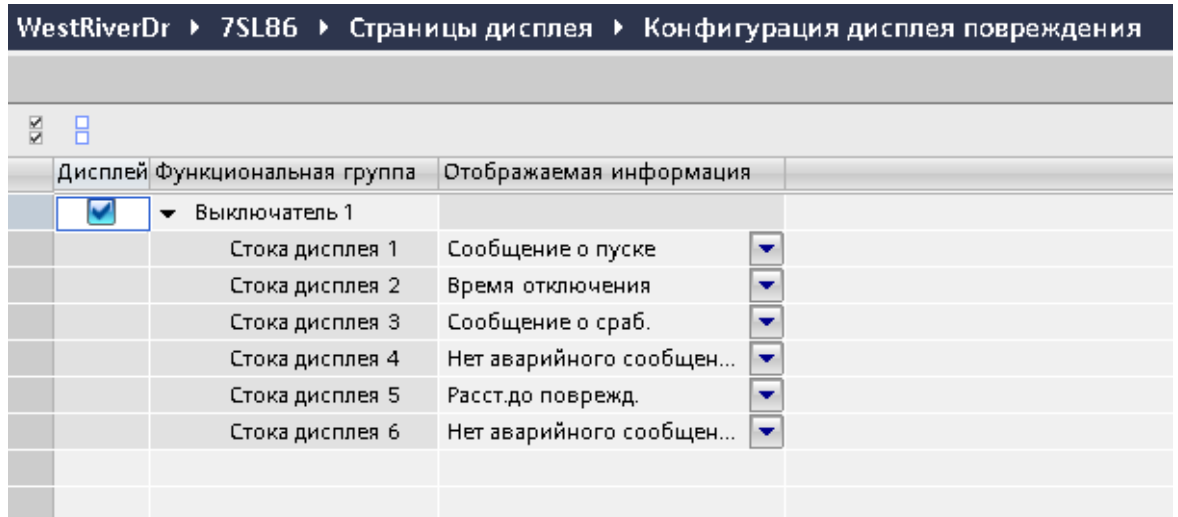 WestRiverDr ▸ 7SL86 ▸ Страницы дисплея ▸ Конфигурация дисплея повреждения
Дисплей Функциональная группа Отображаемая информация
Выключатель 1
Стока дисплея 1 Сообщение о пуске
Стока дисплея 2 Время отключения
Стока дисплея 3 Сообщение о сраб.
Стока дисплея 4 Нет аварийного сообщен...
Стока дисплея 5 Расст.до поврежд.
Стока дисплея 6 Нет аварийного сообщен...